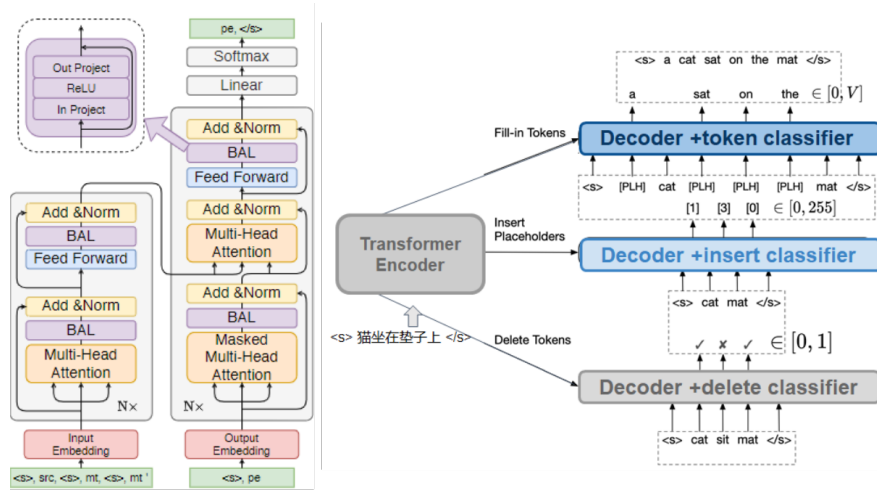 Out Project
ReLU
In Project
pe, </s>
Softmax
Linear
Add &Norm
BAL
Feed Forward
Add &Norm
Multi-Head
Attention
Add &Norm
BAL
Masked
Multi-Head
Attention
N×
Output
Embedding
<s>, pe
Add &Norm
BAL
Feed Forward
Add &Norm
BAL
Multi-Head
Attention
N×
Input
Embedding
<s>, src, <s>, mt, <s>, mt '
Transformer
Encoder
<s> 猫坐在垫子上 </s>
Fill-in Tokens
Insert
Placeholders
Delete Tokens
<s> a cat sat on the mat </s>
a sat on the ∈ [0, V]
Decoder +token classifier
<s> [PLH] cat [PLH] [PLH] [PLH] mat </s>
[1] [3] [0] ∈ [0, 255]
Decoder +insert classifier
<s> cat mat </s>
✓ ✘ ✓ ∈ [0, 1]
Decoder +delete classifier
<s> cat sit mat </s>